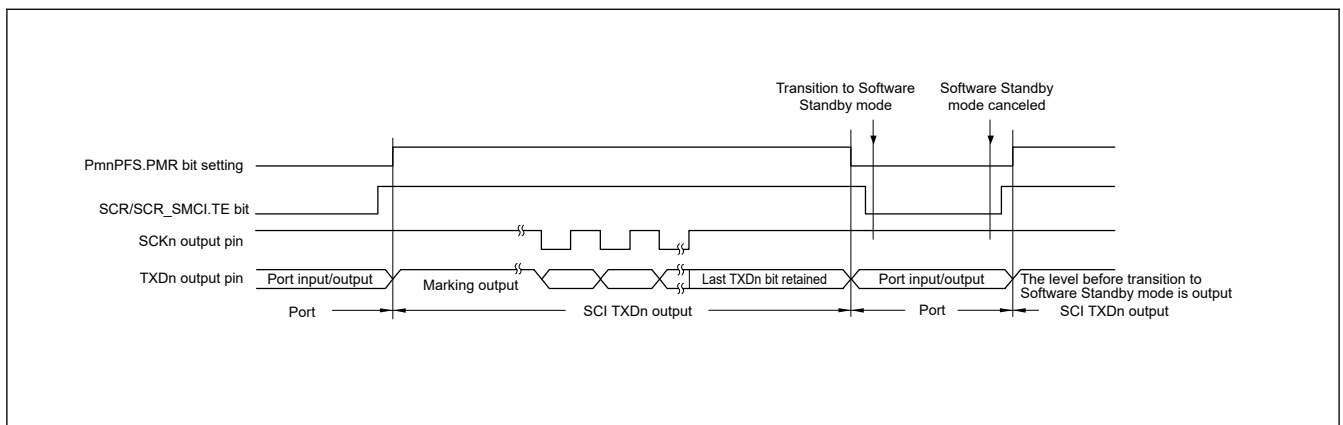 Transition to Software
Standby mode
Software Standby
mode canceled
PmnPFS.PMR bit setting
SCR/SCR_SMCI.TE bit
SCKn output pin
TXDn output pin
Port input/output
Marking output
Last TXDn bit retained
Port input/output
The level before transition to
Software Standby mode is output
Port
SCI TXDn output
Port
SCI TXDn output